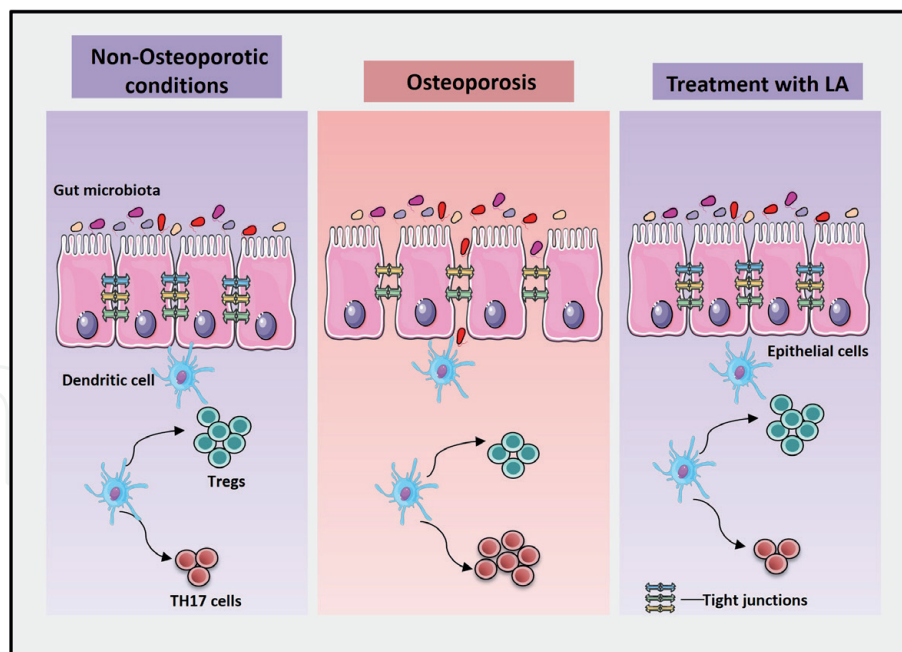 Non-Osteoporotic
conditions
Osteoporosis
Treatment with LA
Gut microbiota
Epithelial cells
Dendritic cell
Tregs
TH17 cells
Tight junctions